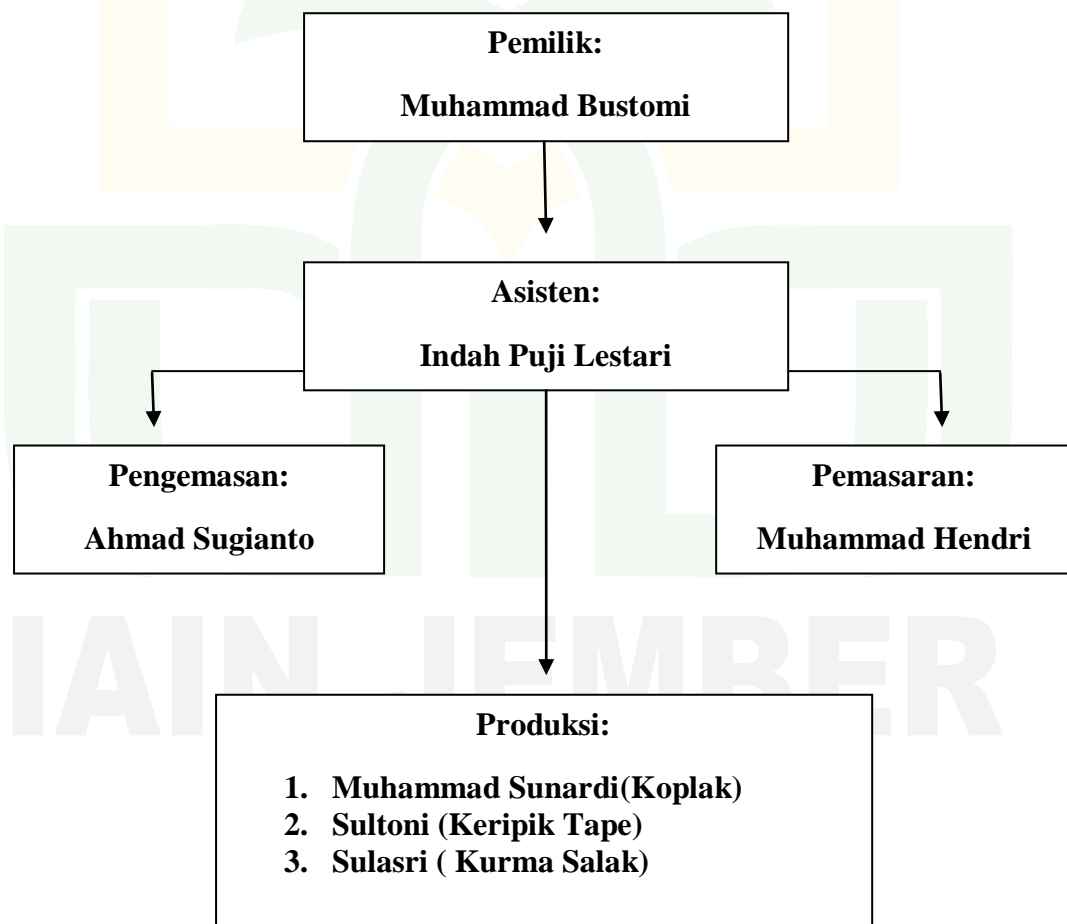 Pemilik:
Muhammad Bustomi
Asisten:
Indah Puji Lestari
Pengemasan:
Ahmad Sugianto
Pemasaran:
Muhammad Hendri
IAIN JEMBER
Produksi:
1. Muhammad Sunardi(Koplak)
2. Sultoni (Keripik Tape)
3. Sulasri ( Kurma Salak)